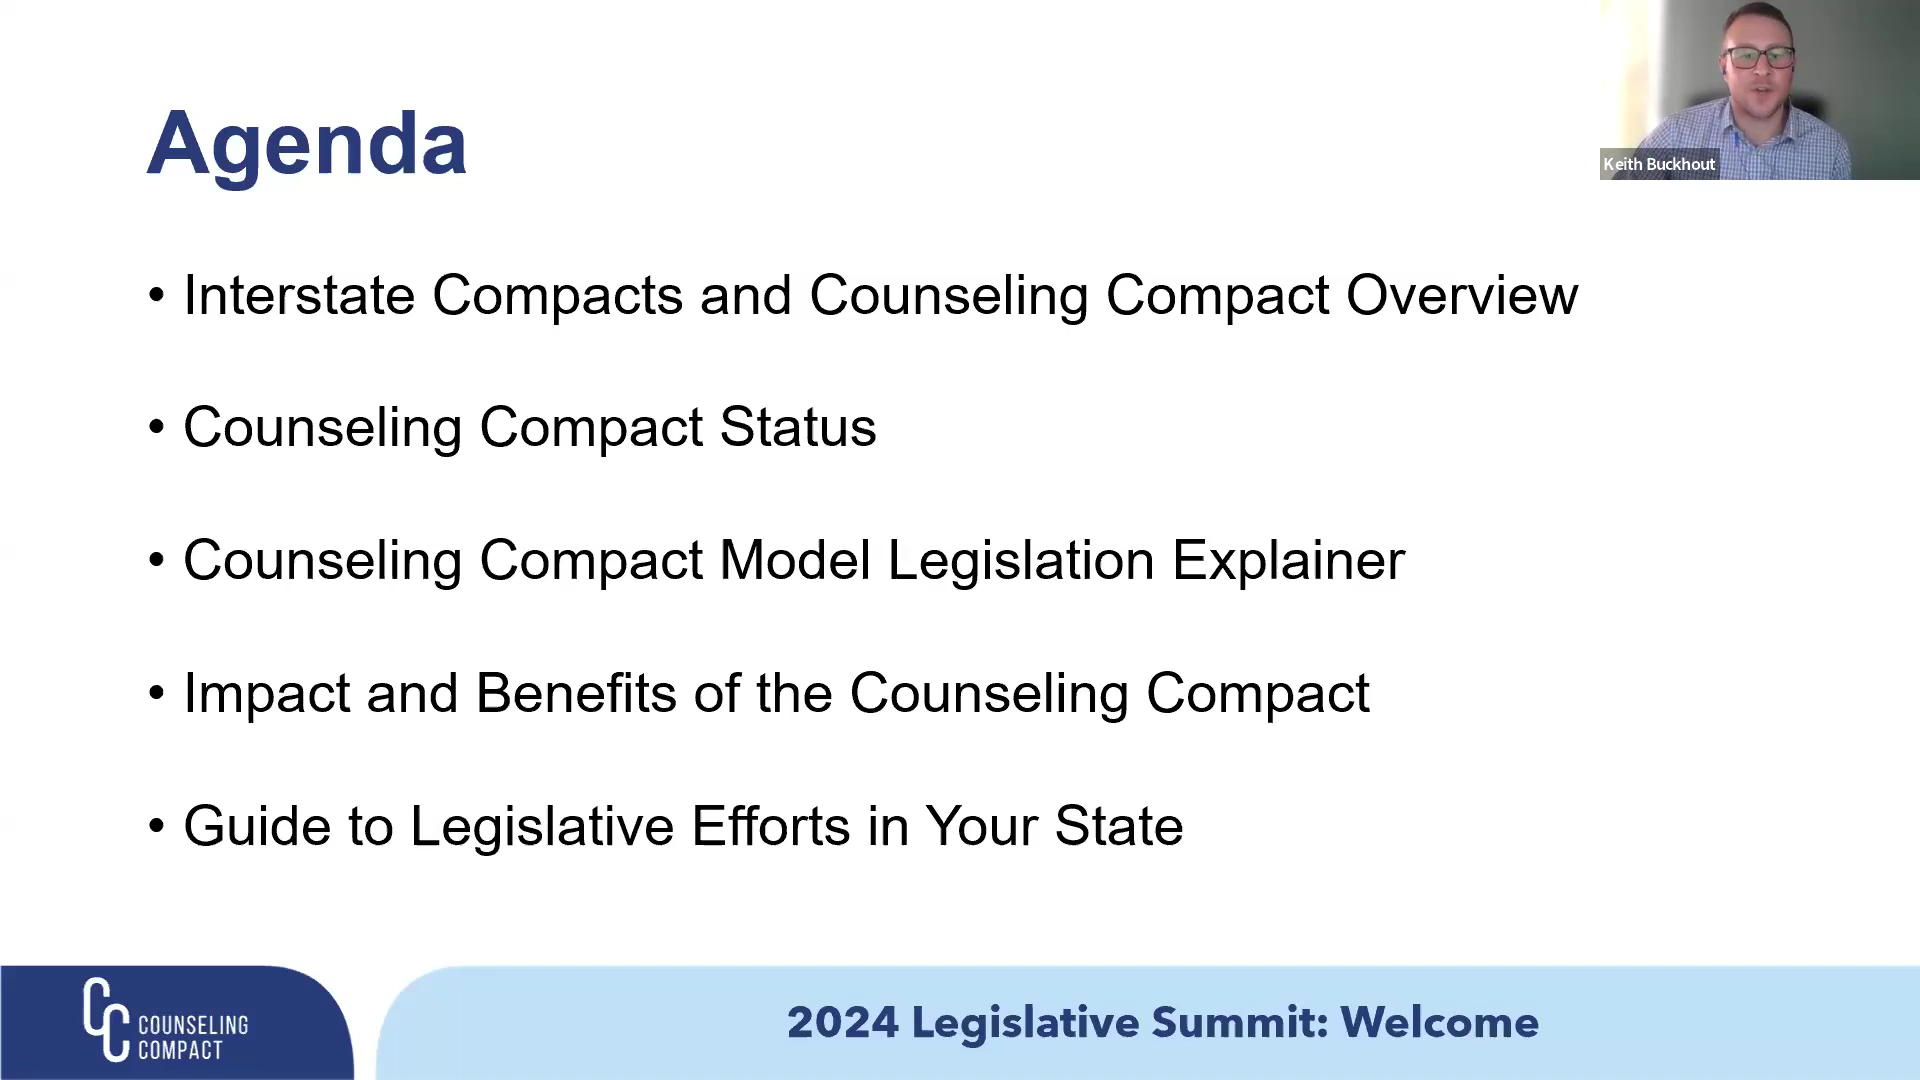 Agenda
Keith Buckhout
• Interstate Compacts and Counseling Compact Overview
• Counseling Compact Status
• Counseling Compact Model Legislation Explainer
• Impact and Benefits of the Counseling Compact
• Guide to Legislative Efforts in Your State
CC
COUNSELING
COMPACT
2024 Legislative Summit: Welcome